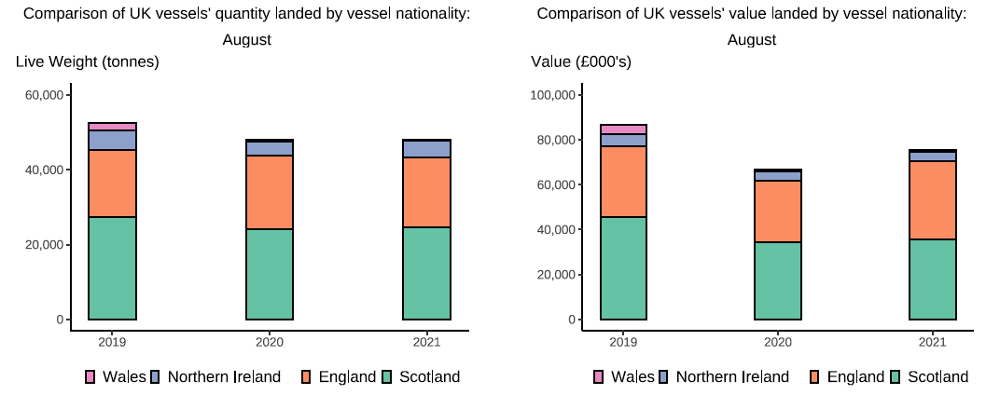 Comparison of UK vessels' quantity landed by vessel nationality:
August
Live Weight (tonnes)
60,000
40,000
20,000
0
2019 2020 2021
Wales Northern Ireland England Scotland
Comparison of UK vessels' value landed by vessel nationality:
August
Value (£000's)
100,000
80,000
60,000
40,000
20,000
0
2019 2020 2021
Wales Northern Ireland England Scotland